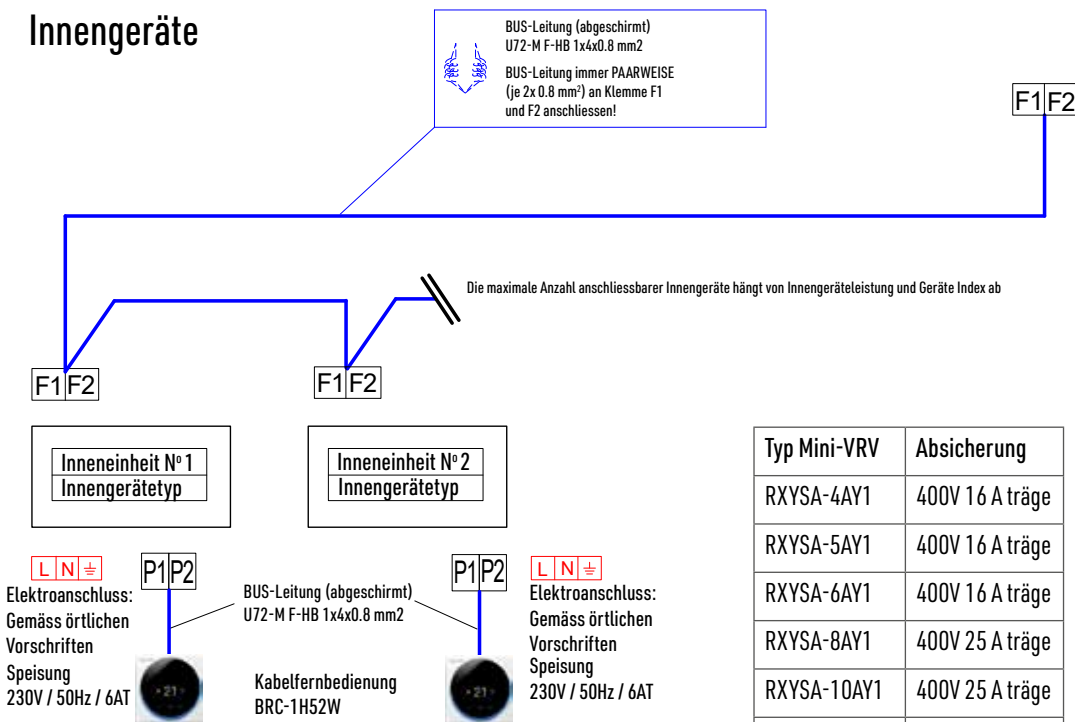 Innengeräte
BUS-Leitung (abgeschirmt)
U72-M F-HB 1x4x0.8 mm2
BUS-Leitung immer PAARWEISE
(je 2x 0.8 mm²) an Klemme F1
und F2 anschliessen!
F1 F2
Die maximale Anzahl anschliessbarer Innengeräte hängt von Innengeräteleistung und Geräte Index ab
F1 F2
F1 F2
Inneneinheit Nº 1
Innengerätetyp
Inneneinheit Nº 2
Innengerätetyp
L N
P1 P2
Elektroanschluss:
Gemäss örtlichen
Vorschriften
Speisung
230V / 50Hz / 6AT
BUS-Leitung (abgeschirmt)
U72-M F-HB 1x4x0.8 mm2
21
Kabelfernbedienung
BRC-1H52W
P1 P2
L N
21
Elektroanschluss:
Gemäss örtlichen
Vorschriften
Speisung
230V / 50Hz / 6AT
Typ Mini-VRV Absicherung
RXYSA-4AY1 400V 16 A träge
RXYSA-5AY1 400V 16 A träge
RXYSA-6AY1 400V 16 A träge
RXYSA-8AY1 400V 25 A träge
RXYSA-10AY1 400V 25 A träge